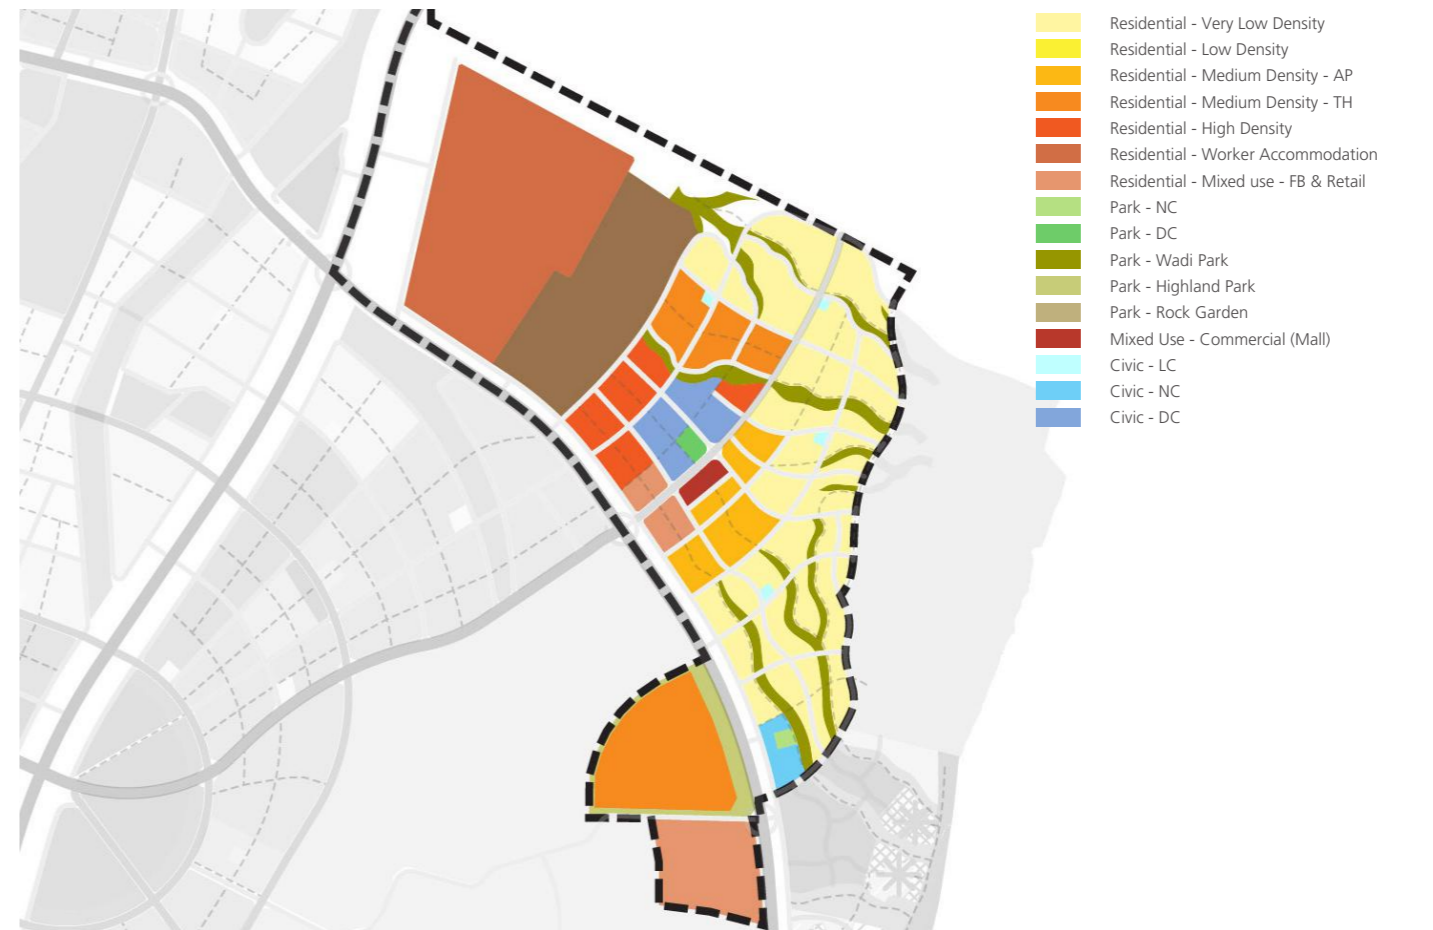 Residential - Very Low Density
Residential - Low Density
Residential - Medium Density - AP
Residential - Medium Density - TH
Residential - High Density
Residential - Worker Accommodation
Residential - Mixed use - FB & Retail
Park - NC
Park - DC
Park - Wadi Park
Park - Highland Park
Park - Rock Garden
Mixed Use - Commercial (Mall)
Civic - LC
Civic - NC
Civic - DC